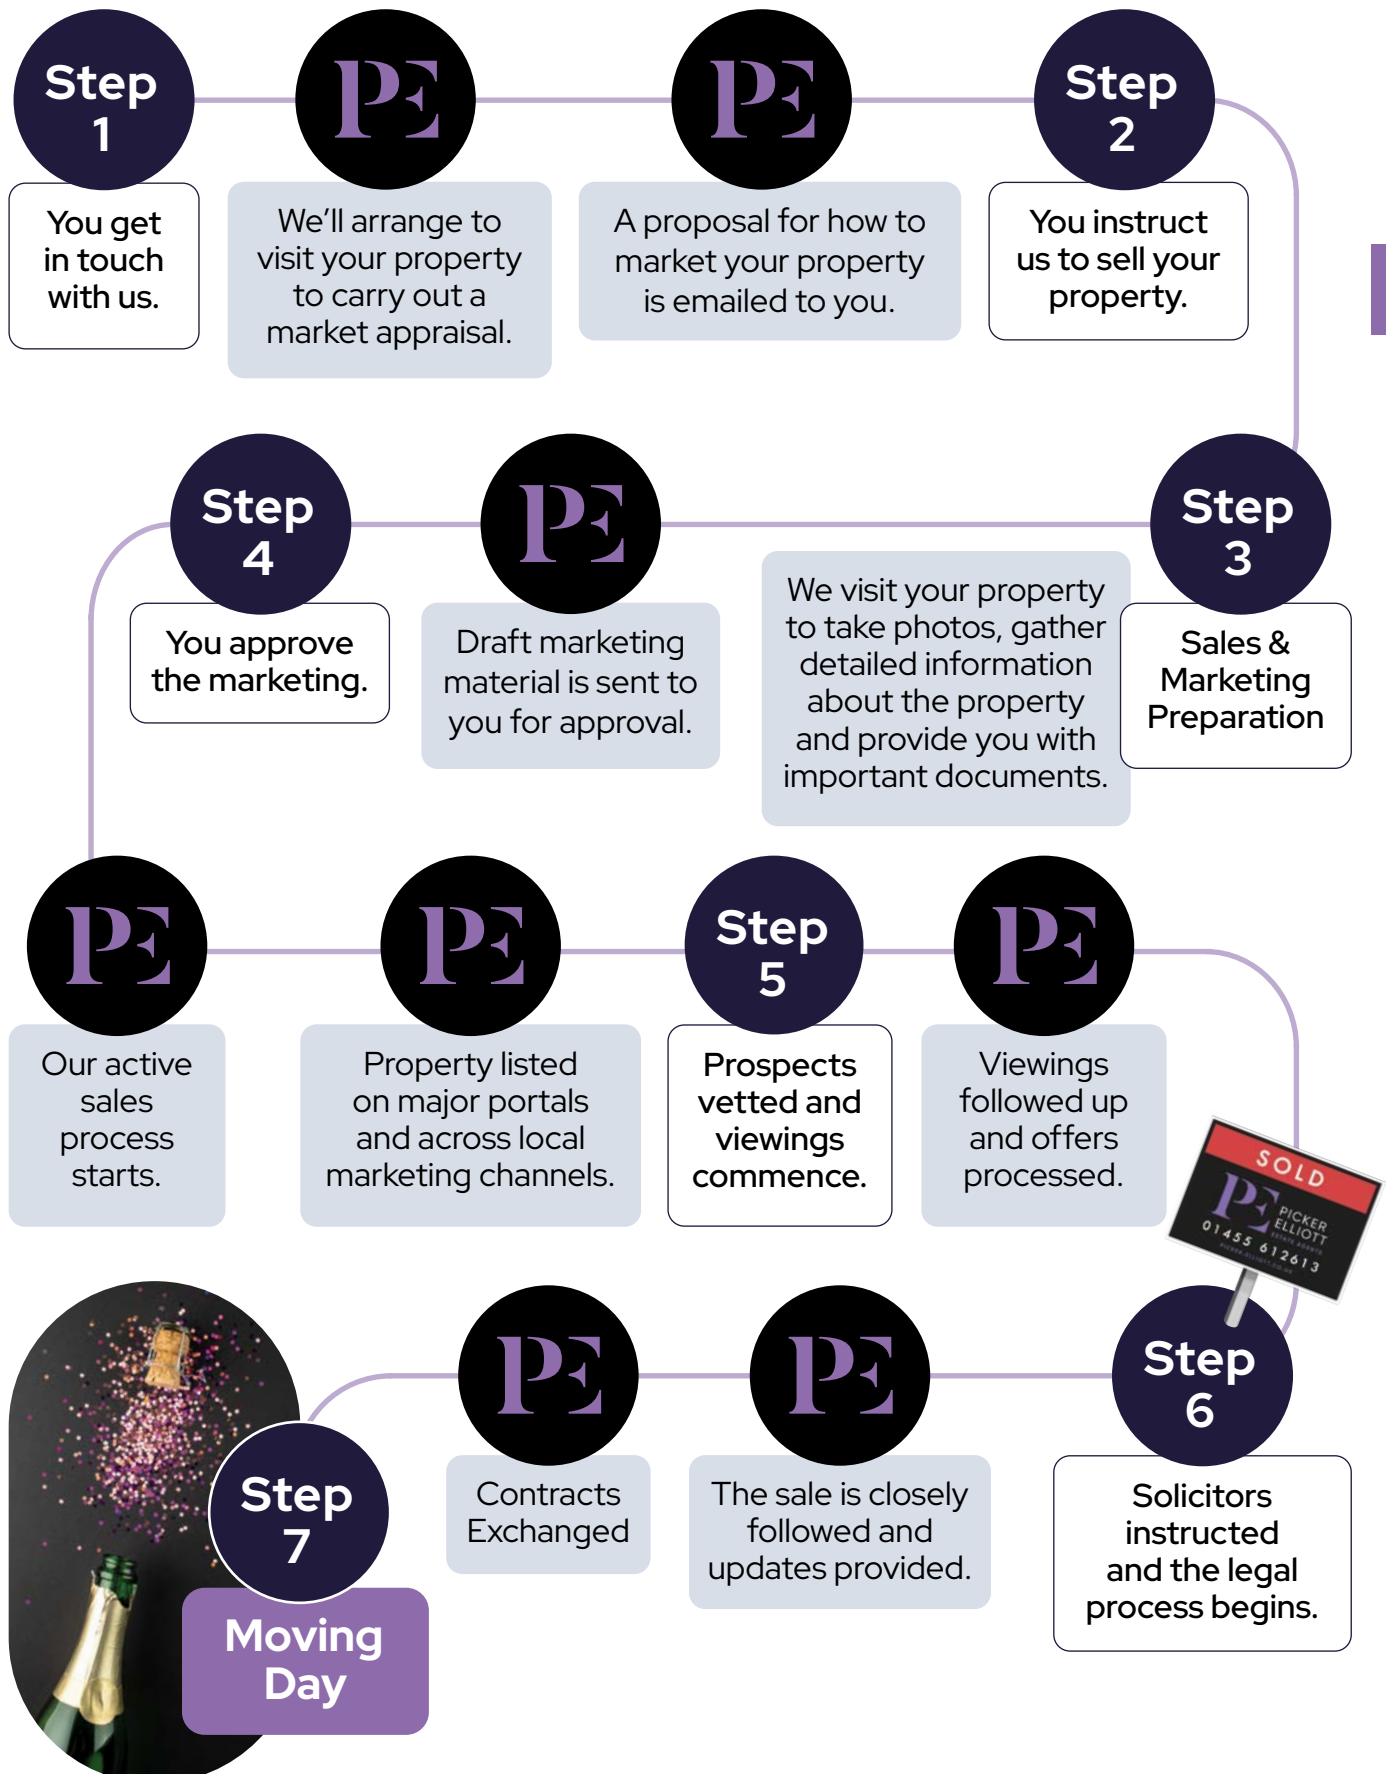 Step
1
You get
in touch
with us.
PE
We'll arrange to
visit your property
to carry out a
market appraisal.
PE
A proposal for how to
market your property
is emailed to you.
Step
2
You instruct
us to sell your
property.
Step
3
Sales &
Marketing
Preparation
We visit your property
to take photos, gather
detailed information
about the property
and provide you with
important documents.
PE
Draft marketing
material is sent to
you for approval.
Step
4
You approve
the marketing.
PE
Our active
sales
process
starts.
PE
Property listed
on major portals
and across local
marketing channels.
Step
5
Prospects
vetted and
viewings
commence.
PE
Viewings
followed up
and offers
processed.
SOLD
PE
PICKER
ELLIOTT
ESTATE AGENTS
01455 612613
Step
6
Solicitors
instructed
and the legal
process begins.
PE
The sale is closely
followed and
updates provided.
PE
Contracts
Exchanged
Step
7
Moving
Day